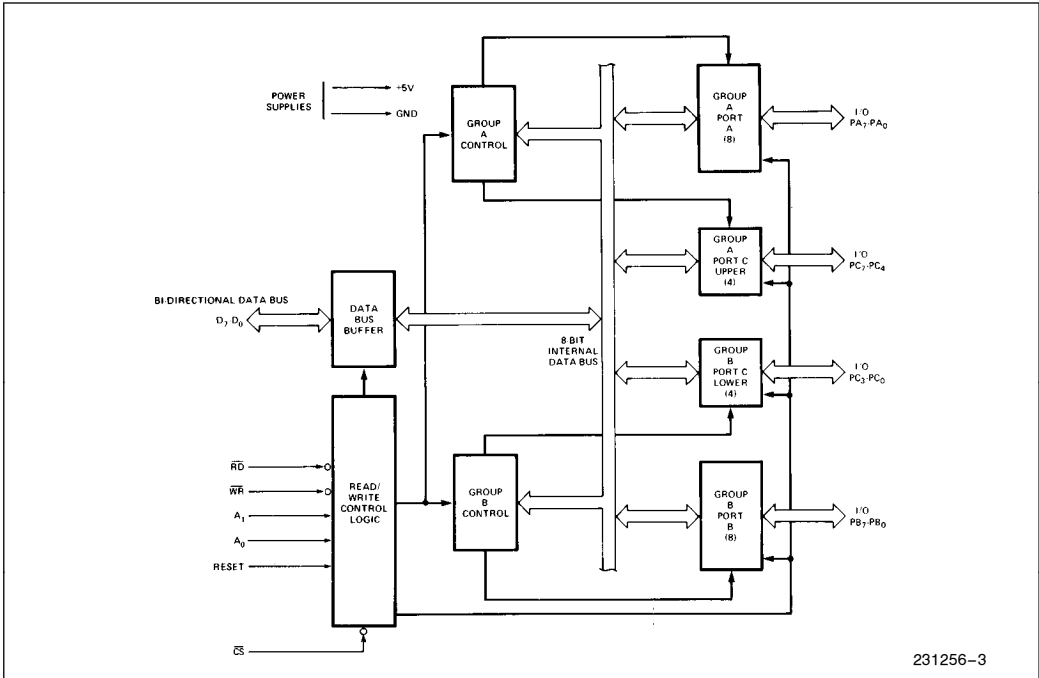 POWER
SUPPLIES
+5V
GND
GROUP
A
CONTROL
GROUP
A
PORT
A
(8)
I/O
PA7-PA0
GROUP
A
PORT C
UPPER
(4)
I/O
PC7-PC4
BI-DIRECTIONAL DATA BUS
D7-D0
DATA
BUS
BUFFER
8-BIT
INTERNAL
DATA BUS
GROUP
B
PORT C
LOWER
(4)
I/O
PC3-PC0
RD
WR
A1
A0
RESET
CS
READ/
WRITE
CONTROL
LOGIC
GROUP
B
CONTROL
GROUP
B
PORT
B
(8)
I/O
PB7-PB0
231256-3